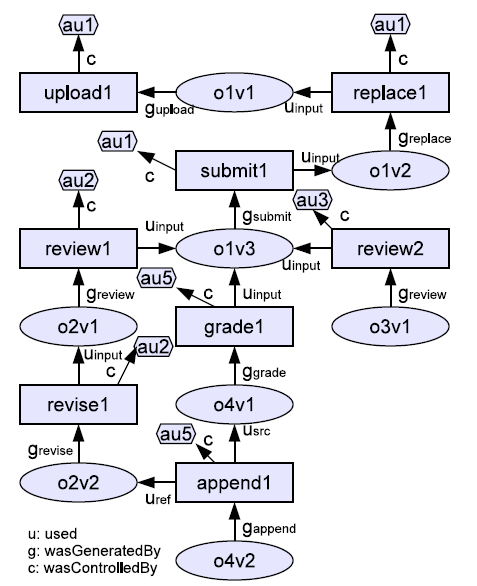 au1
au1
c
c
upload1
o1v1
replace1
gupload
uinput
greplace
au1
c
submit1
uinput
o1v2
au2
c
gsubmit
au3
c
review1
uinput
o1v3
uinput
review2
au5
c
uinput
greview
greview
o2v1
grade1
o3v1
uinput
c
au2
ggrade
revise1
o4v1
grevise
au5
c
usrc
o2v2
uref
append1
gappend
u: used
g: wasGeneratedBy
c: wasControlledBy
o4v2